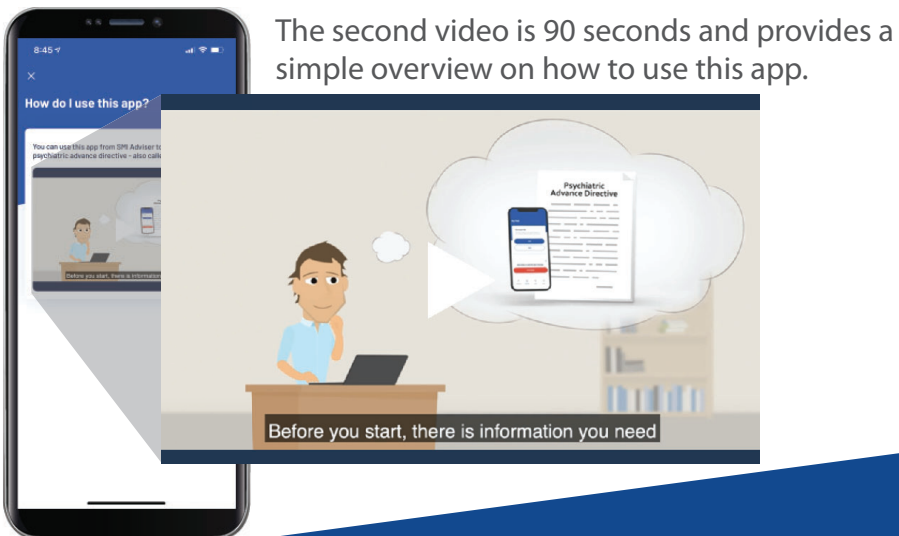 The second video is 90 seconds and provides a
simple overview on how to use this app.
8:45
How do I use this app?
You can use this app from SMI Adviser to
psychiatric advance directive - also calle
Before you start, there is information
Psychiatric
Advance Directive
Before you start, there is information you need